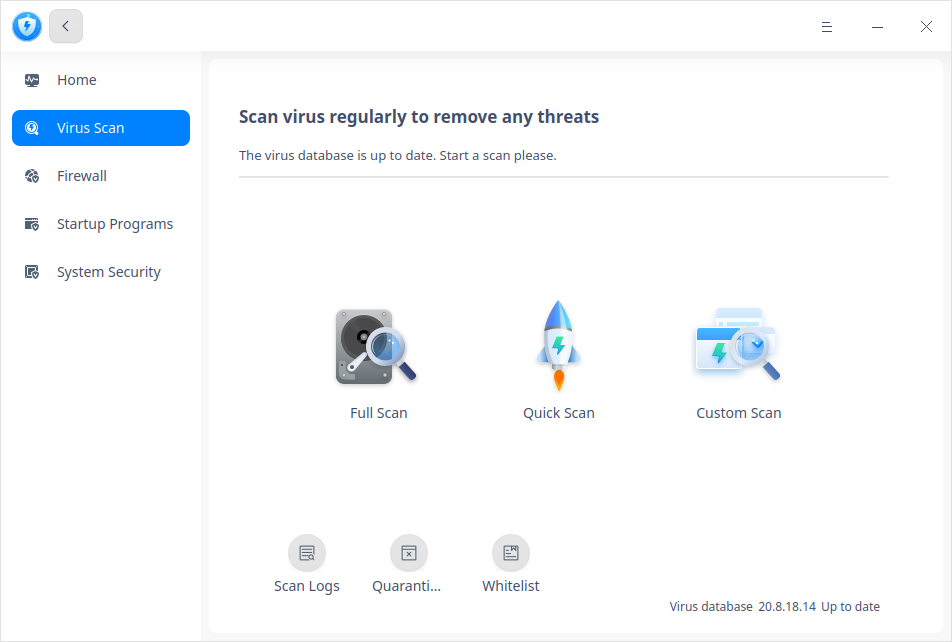 Home
Virus Scan
Firewall
Startup Programs
System Security
Scan virus regularly to remove any threats
The virus database is up to date. Start a scan please.
Full Scan
Quick Scan
Custom Scan
Scan Logs
Quaranti...
Whitelist
Virus database 20.8.18.14 Up to date